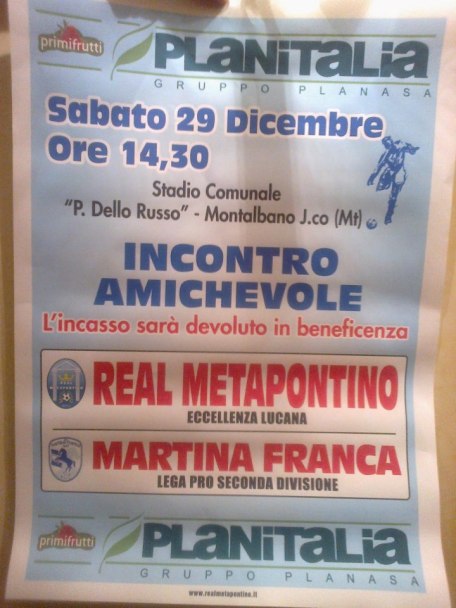 primifrutti
PLANiTALiA
GRUPPO PLANASA
Sabato 29 Dicembre
Ore 14,30
Stadio Comunale
“P. Dello Russo” - Montalbano J.co (Mt)
INCONTRO
AMICHEVOLE
L'incasso sarà devoluto in beneficenza
REAL METAPONTINO
ECCELLENZA LUCANA
MARTINA FRANCA
LEGA PRO SECONDA DIVISIONE
primifrutti
PLANiTALiA
GRUPPO PLANASA
www.realmetapontino.it